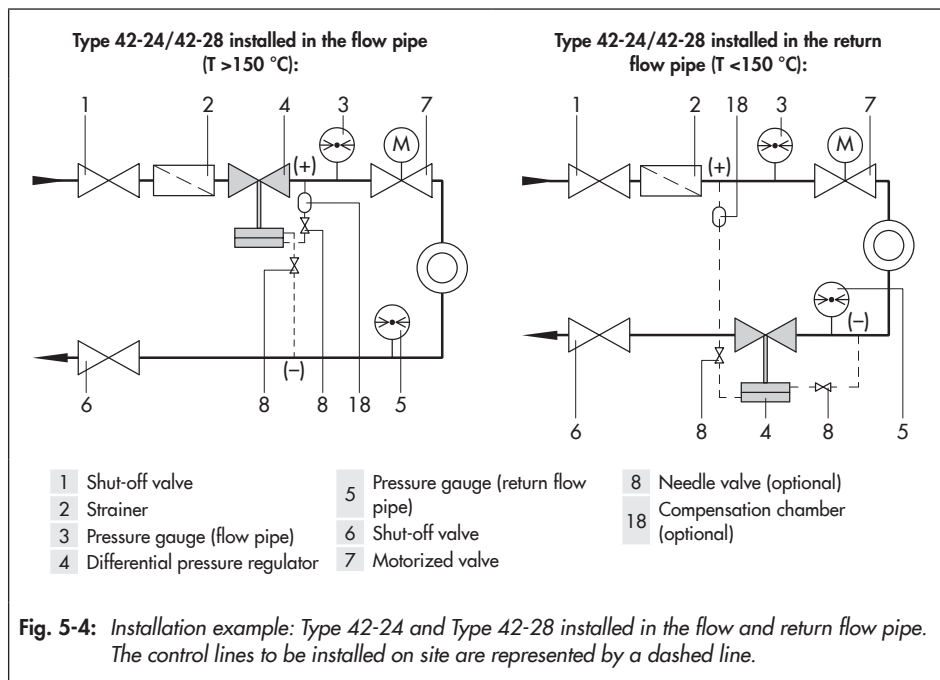 Type 42-24/42-28 installed in the flow pipe
(T >150 °C):
1 2 4 3 7
M
(+)
(–)
6 8 8 18 5
Type 42-24/42-28 installed in the return
flow pipe (T <150 °C):
1 2 18 3 7
M
(+)
(–)
6 8 4 8 5
1 Shut-off valve
2 Strainer
3 Pressure gauge (flow pipe)
4 Differential pressure regulator
5 Pressure gauge (return flow
pipe)
6 Shut-off valve
7 Motorized valve
8 Needle valve (optional)
18 Compensation chamber
(optional)
Fig. 5-4: Installation example: Type 42-24 and Type 42-28 installed in the flow and return flow pipe.
The control lines to be installed on site are represented by a dashed line.